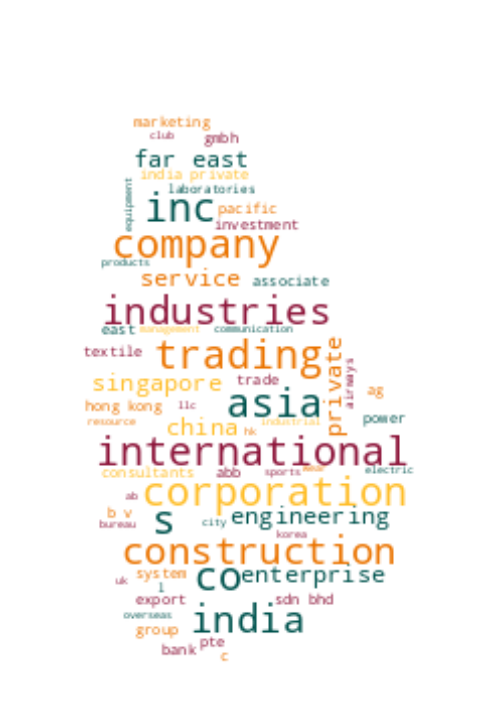 marketing
club gmbh
far east
india private
equipment laboratories
inc pacific
investment
company
products
service associate
industries
east management communication
textile trading private
singapore trade airways
hong kong llc asia ag
resource china hk industrial power
international
consultants abb sports wear electric
ab corporation
b v s city engineering
bureau korea
construction
uk system co enterprise
l
export sdn bhd
overseas india
group pte
bank c